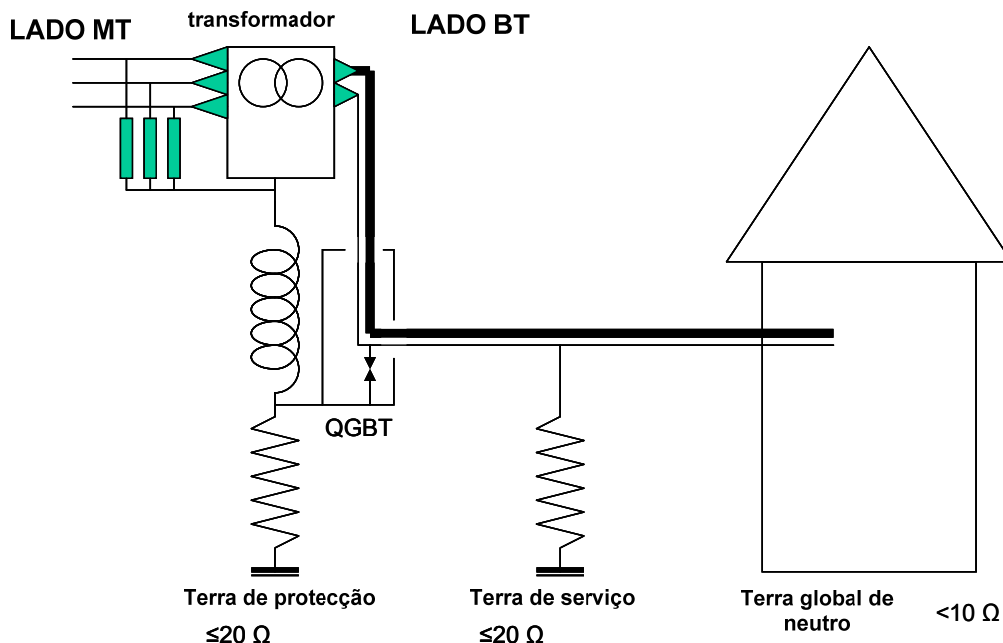 LADO MT
transformador
LADO BT
QGBT
Terra de protecção
≤20 Ω
Terra de serviço
≤20 Ω
Terra global de
neutro
<10 Ω